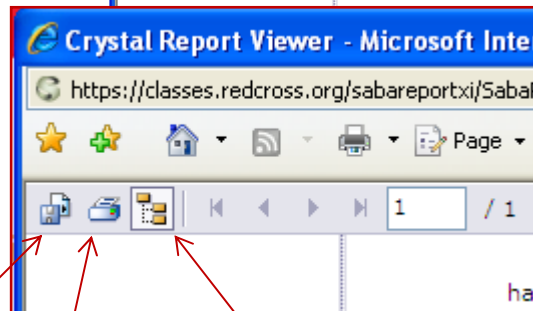 Crystal Report Viewer - Microsoft Inte
https://classes.redcross.org/sabareportxi/Saba
Page
1 / 1
ha